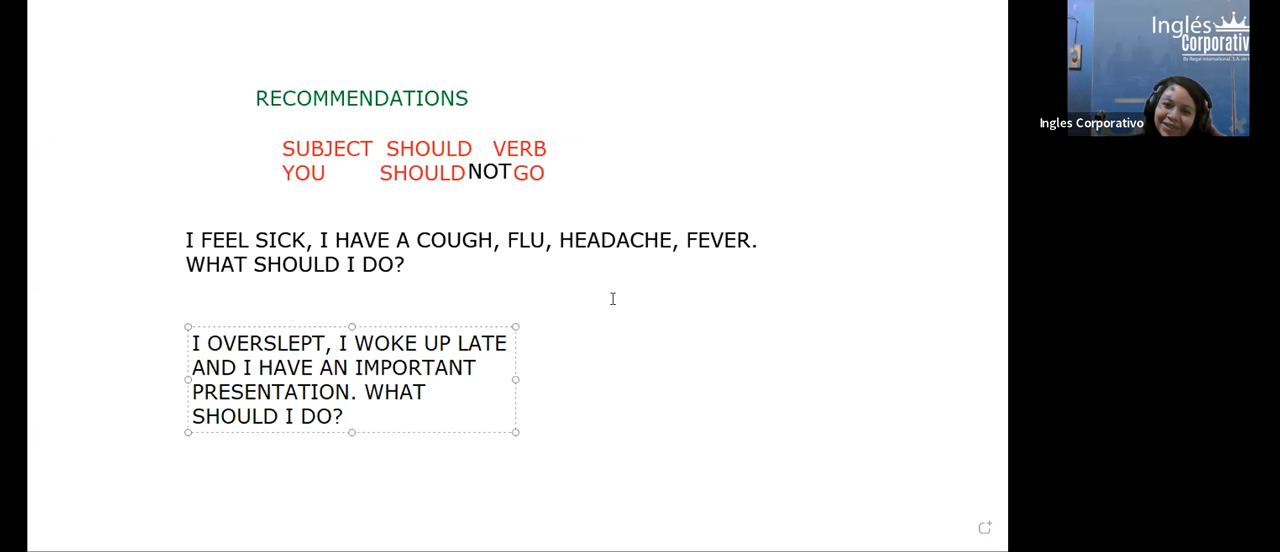 RECOMMENDATIONS
SUBJECT SHOULD VERB
YOU SHOULD NOT GO
I FEEL SICK, I HAVE A COUGH, FLU, HEADACHE, FEVER.
WHAT SHOULD I DO?
I OVERSLEPT, I WOKE UP LATE
AND I HAVE AN IMPORTANT
PRESENTATION. WHAT
SHOULD I DO?
Inglés
Corporativ
Ingles Corporativo